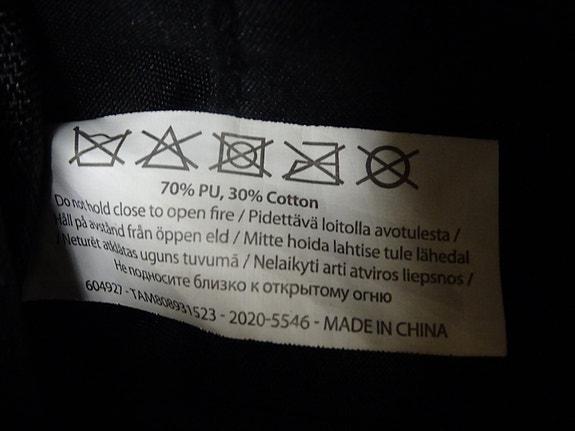 70% PU, 30% Cotton
Do not hold close to open fire / Pidettävä loitolla avotulesta /
Håll på avstånd från öppen eld / Mitte hoida lahtise tule lähedal
/ Neturēt atklātas uguns tuvumā / Nelaikyti arti atviros liepsnos /
Не подносите близко к открытому огню
604927 - TAM808931523 - 2020-5546 - MADE IN CHINA